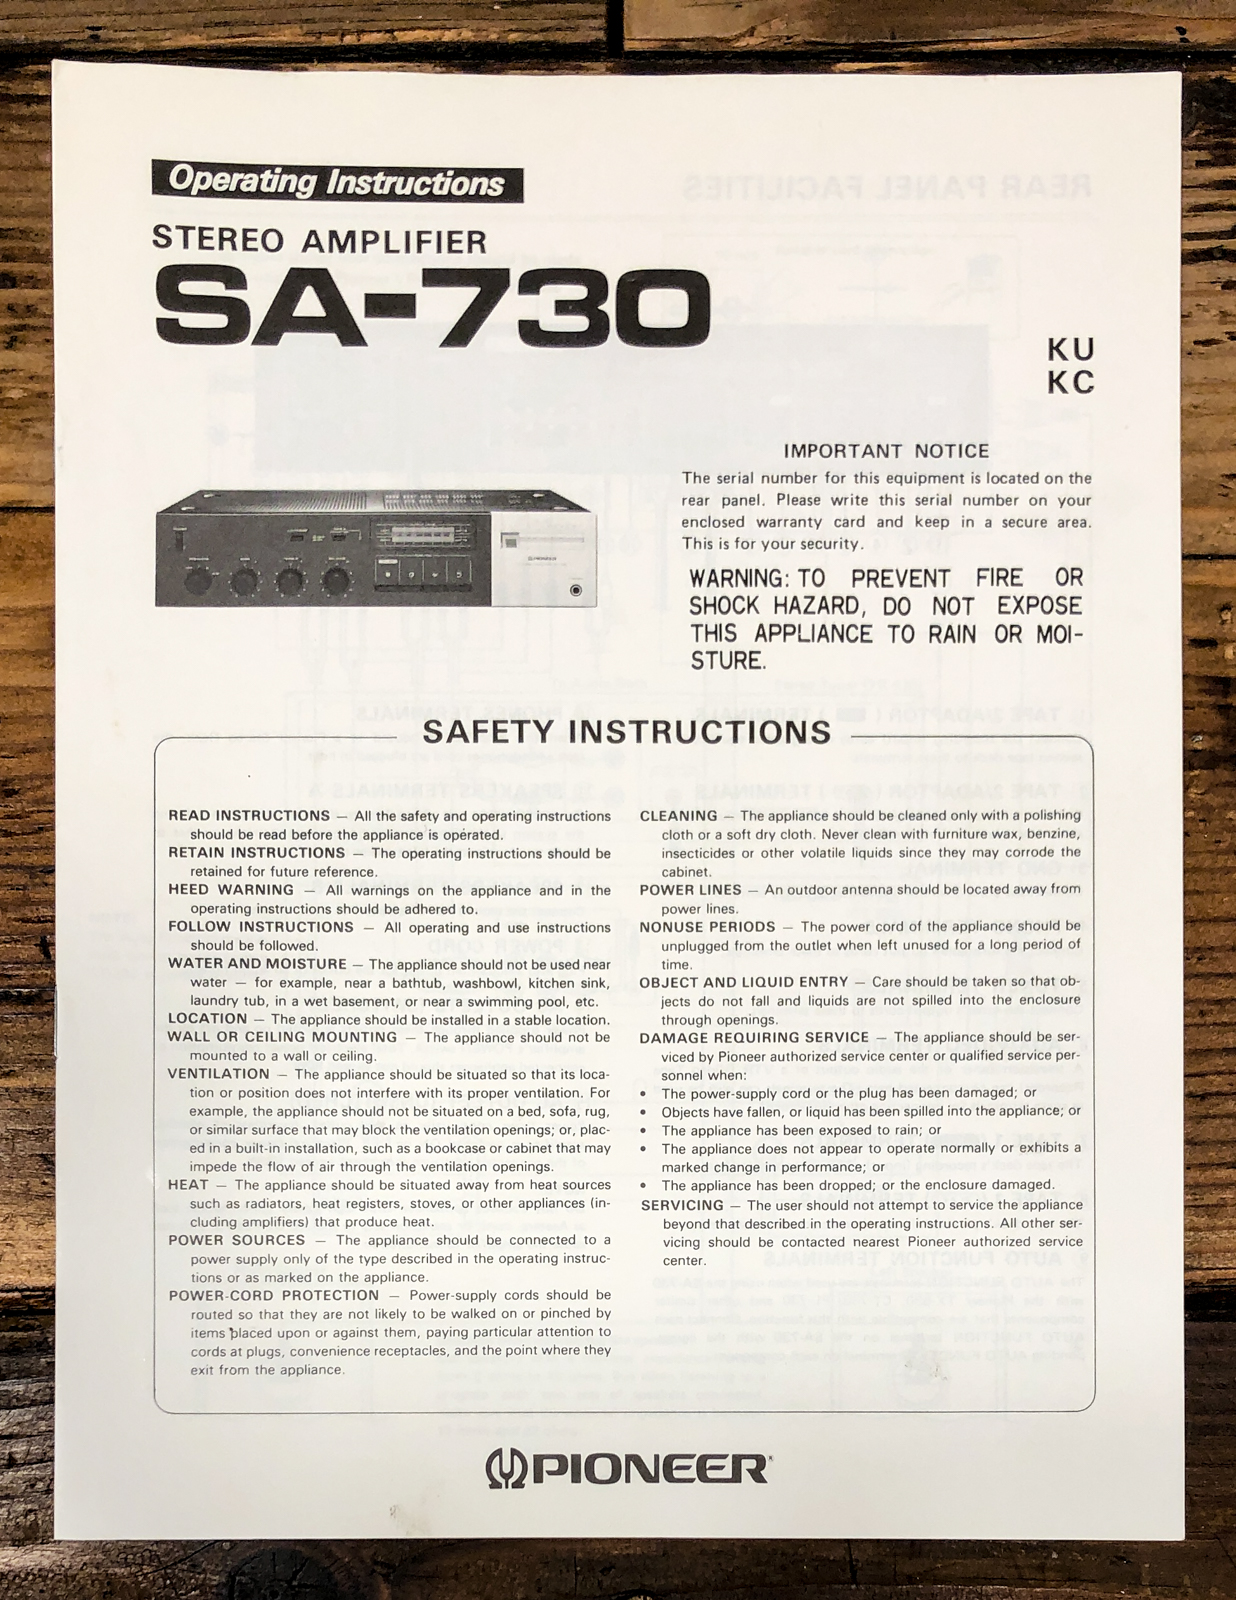 Operating Instructions
STEREO AMPLIFIER
SA-730
KU
KC
IMPORTANT NOTICE
The serial number for this equipment is located on the
rear panel. Please write this serial number on your
enclosed warranty card and keep in a secure area.
This is for your security.
WARNING: TO PREVENT FIRE OR
SHOCK HAZARD, DO NOT EXPOSE
THIS APPLIANCE TO RAIN OR MOI-
STURE.
PIONEER
SAFETY INSTRUCTIONS
READ INSTRUCTIONS — All the safety and operating instructions
should be read before the appliance is operated.
RETAIN INSTRUCTIONS — The operating instructions should be
retained for future reference.
HEED WARNING — All warnings on the appliance and in the
operating instructions should be adhered to.
FOLLOW INSTRUCTIONS — All operating and use instructions
should be followed.
WATER AND MOISTURE — The appliance should not be used near
water — for example, near a bathtub, washbowl, kitchen sink,
laundry tub, in a wet basement, or near a swimming pool, etc.
LOCATION — The appliance should be installed in a stable location.
WALL OR CEILING MOUNTING — The appliance should not be
mounted to a wall or ceiling.
VENTILATION — The appliance should be situated so that its loca-
tion or position does not interfere with its proper ventilation. For
example, the appliance should not be situated on a bed, sofa, rug,
or similar surface that may block the ventilation openings; or, plac-
ed in a built-in installation, such as a bookcase or cabinet that may
impede the flow of air through the ventilation openings.
HEAT — The appliance should be situated away from heat sources
such as radiators, heat registers, stoves, or other appliances (in-
cluding amplifiers) that produce heat.
POWER SOURCES — The appliance should be connected to a
power supply only of the type described in the operating instruc-
tions or as marked on the appliance.
POWER-CORD PROTECTION — Power-supply cords should be
routed so that they are not likely to be walked on or pinched by
items placed upon or against them, paying particular attention to
cords at plugs, convenience receptacles, and the point where they
exit from the appliance.
CLEANING — The appliance should be cleaned only with a polishing
cloth or a soft dry cloth. Never clean with furniture wax, benzine,
insecticides or other volatile liquids since they may corrode the
cabinet.
POWER LINES — An outdoor antenna should be located away from
power lines.
NONUSE PERIODS — The power cord of the appliance should be
unplugged from the outlet when left unused for a long period of
time.
OBJECT AND LIQUID ENTRY — Care should be taken so that ob-
jects do not fall and liquids are not spilled into the enclosure
through openings.
DAMAGE REQUIRING SERVICE — The appliance should be ser-
viced by Pioneer authorized service center or qualified service per-
sonnel when:
• The power-supply cord or the plug has been damaged; or
• Objects have fallen, or liquid has been spilled into the appliance; or
• The appliance has been exposed to rain; or
• The appliance does not appear to operate normally or exhibits a
marked change in performance; or
• The appliance has been dropped; or the enclosure damaged.
SERVICING — The user should not attempt to service the appliance
beyond that described in the operating instructions. All other ser-
vicing should be contacted nearest Pioneer authorized service
center.
PIONEER